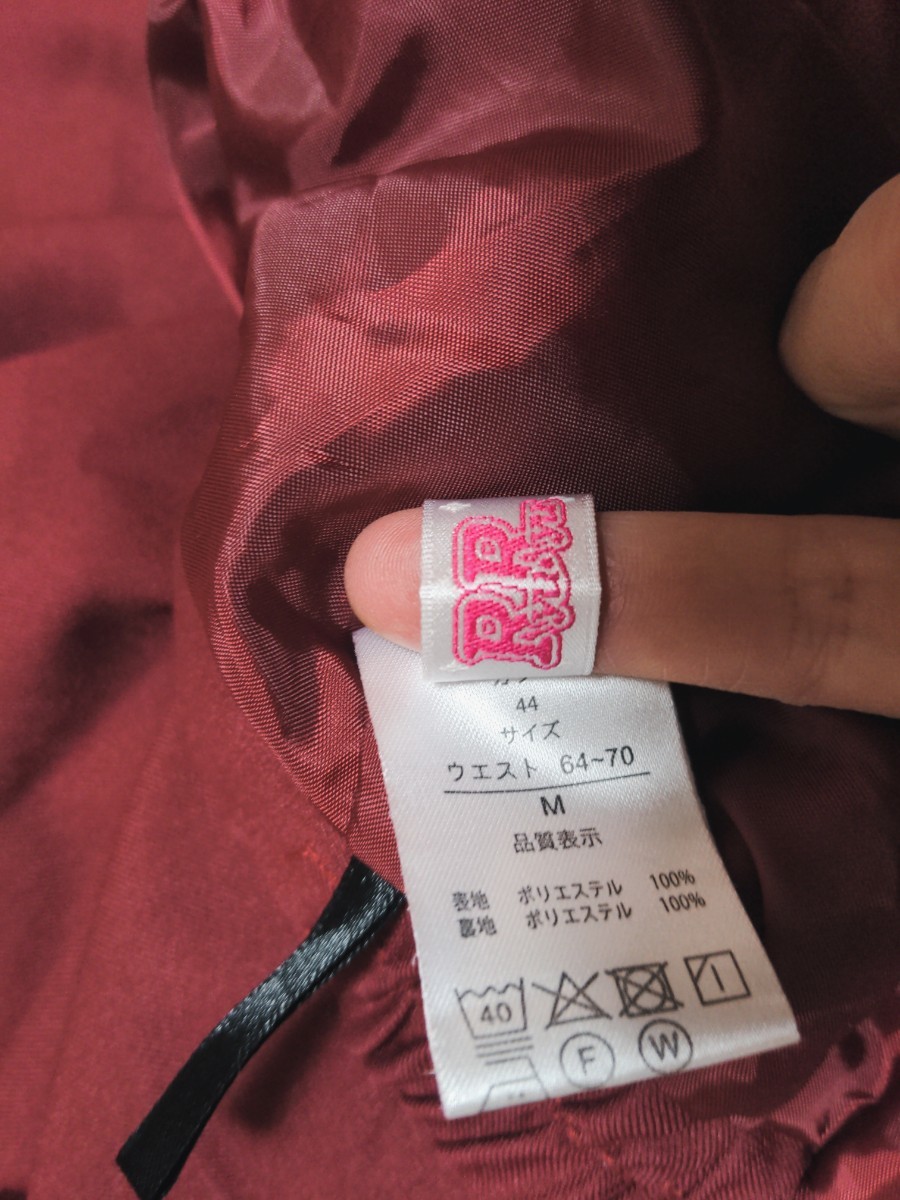 44
サイズ
ウエスト 64~70
M
品質表示
表地 ポリエステル 100%
裏地 ポリエステル 100%
40
F W